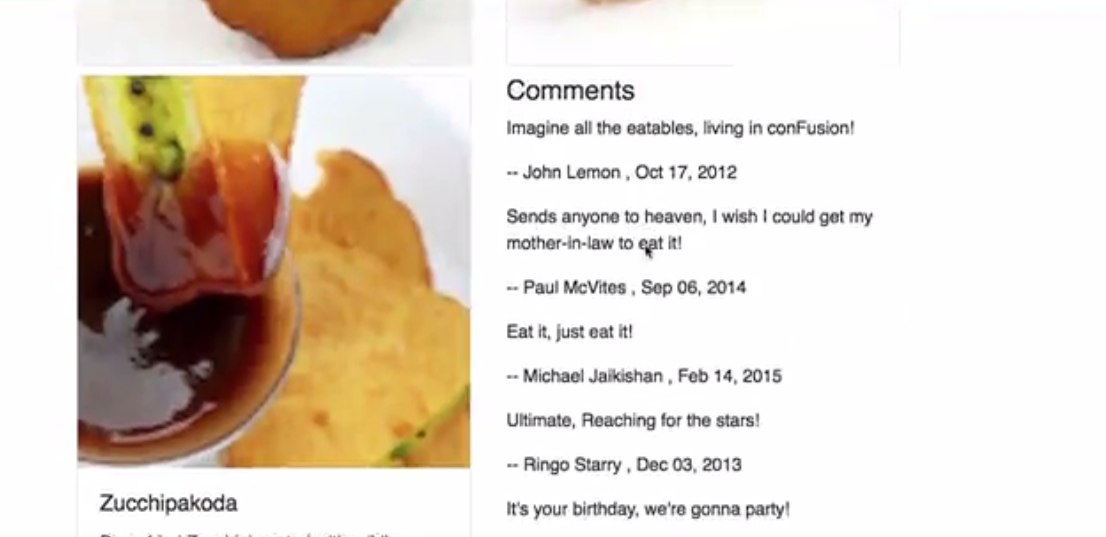 Comments
Imagine all the eatables, living in conFusion!
-- John Lemon , Oct 17, 2012
Sends anyone to heaven, I wish I could get my
mother-in-law to eat it!
-- Paul McVites , Sep 06, 2014
Eat it, just eat it!
-- Michael Jaikishan , Feb 14, 2015
Ultimate, Reaching for the stars!
-- Ringo Starry , Dec 03, 2013
It's your birthday, we're gonna party!
Zucchipakoda